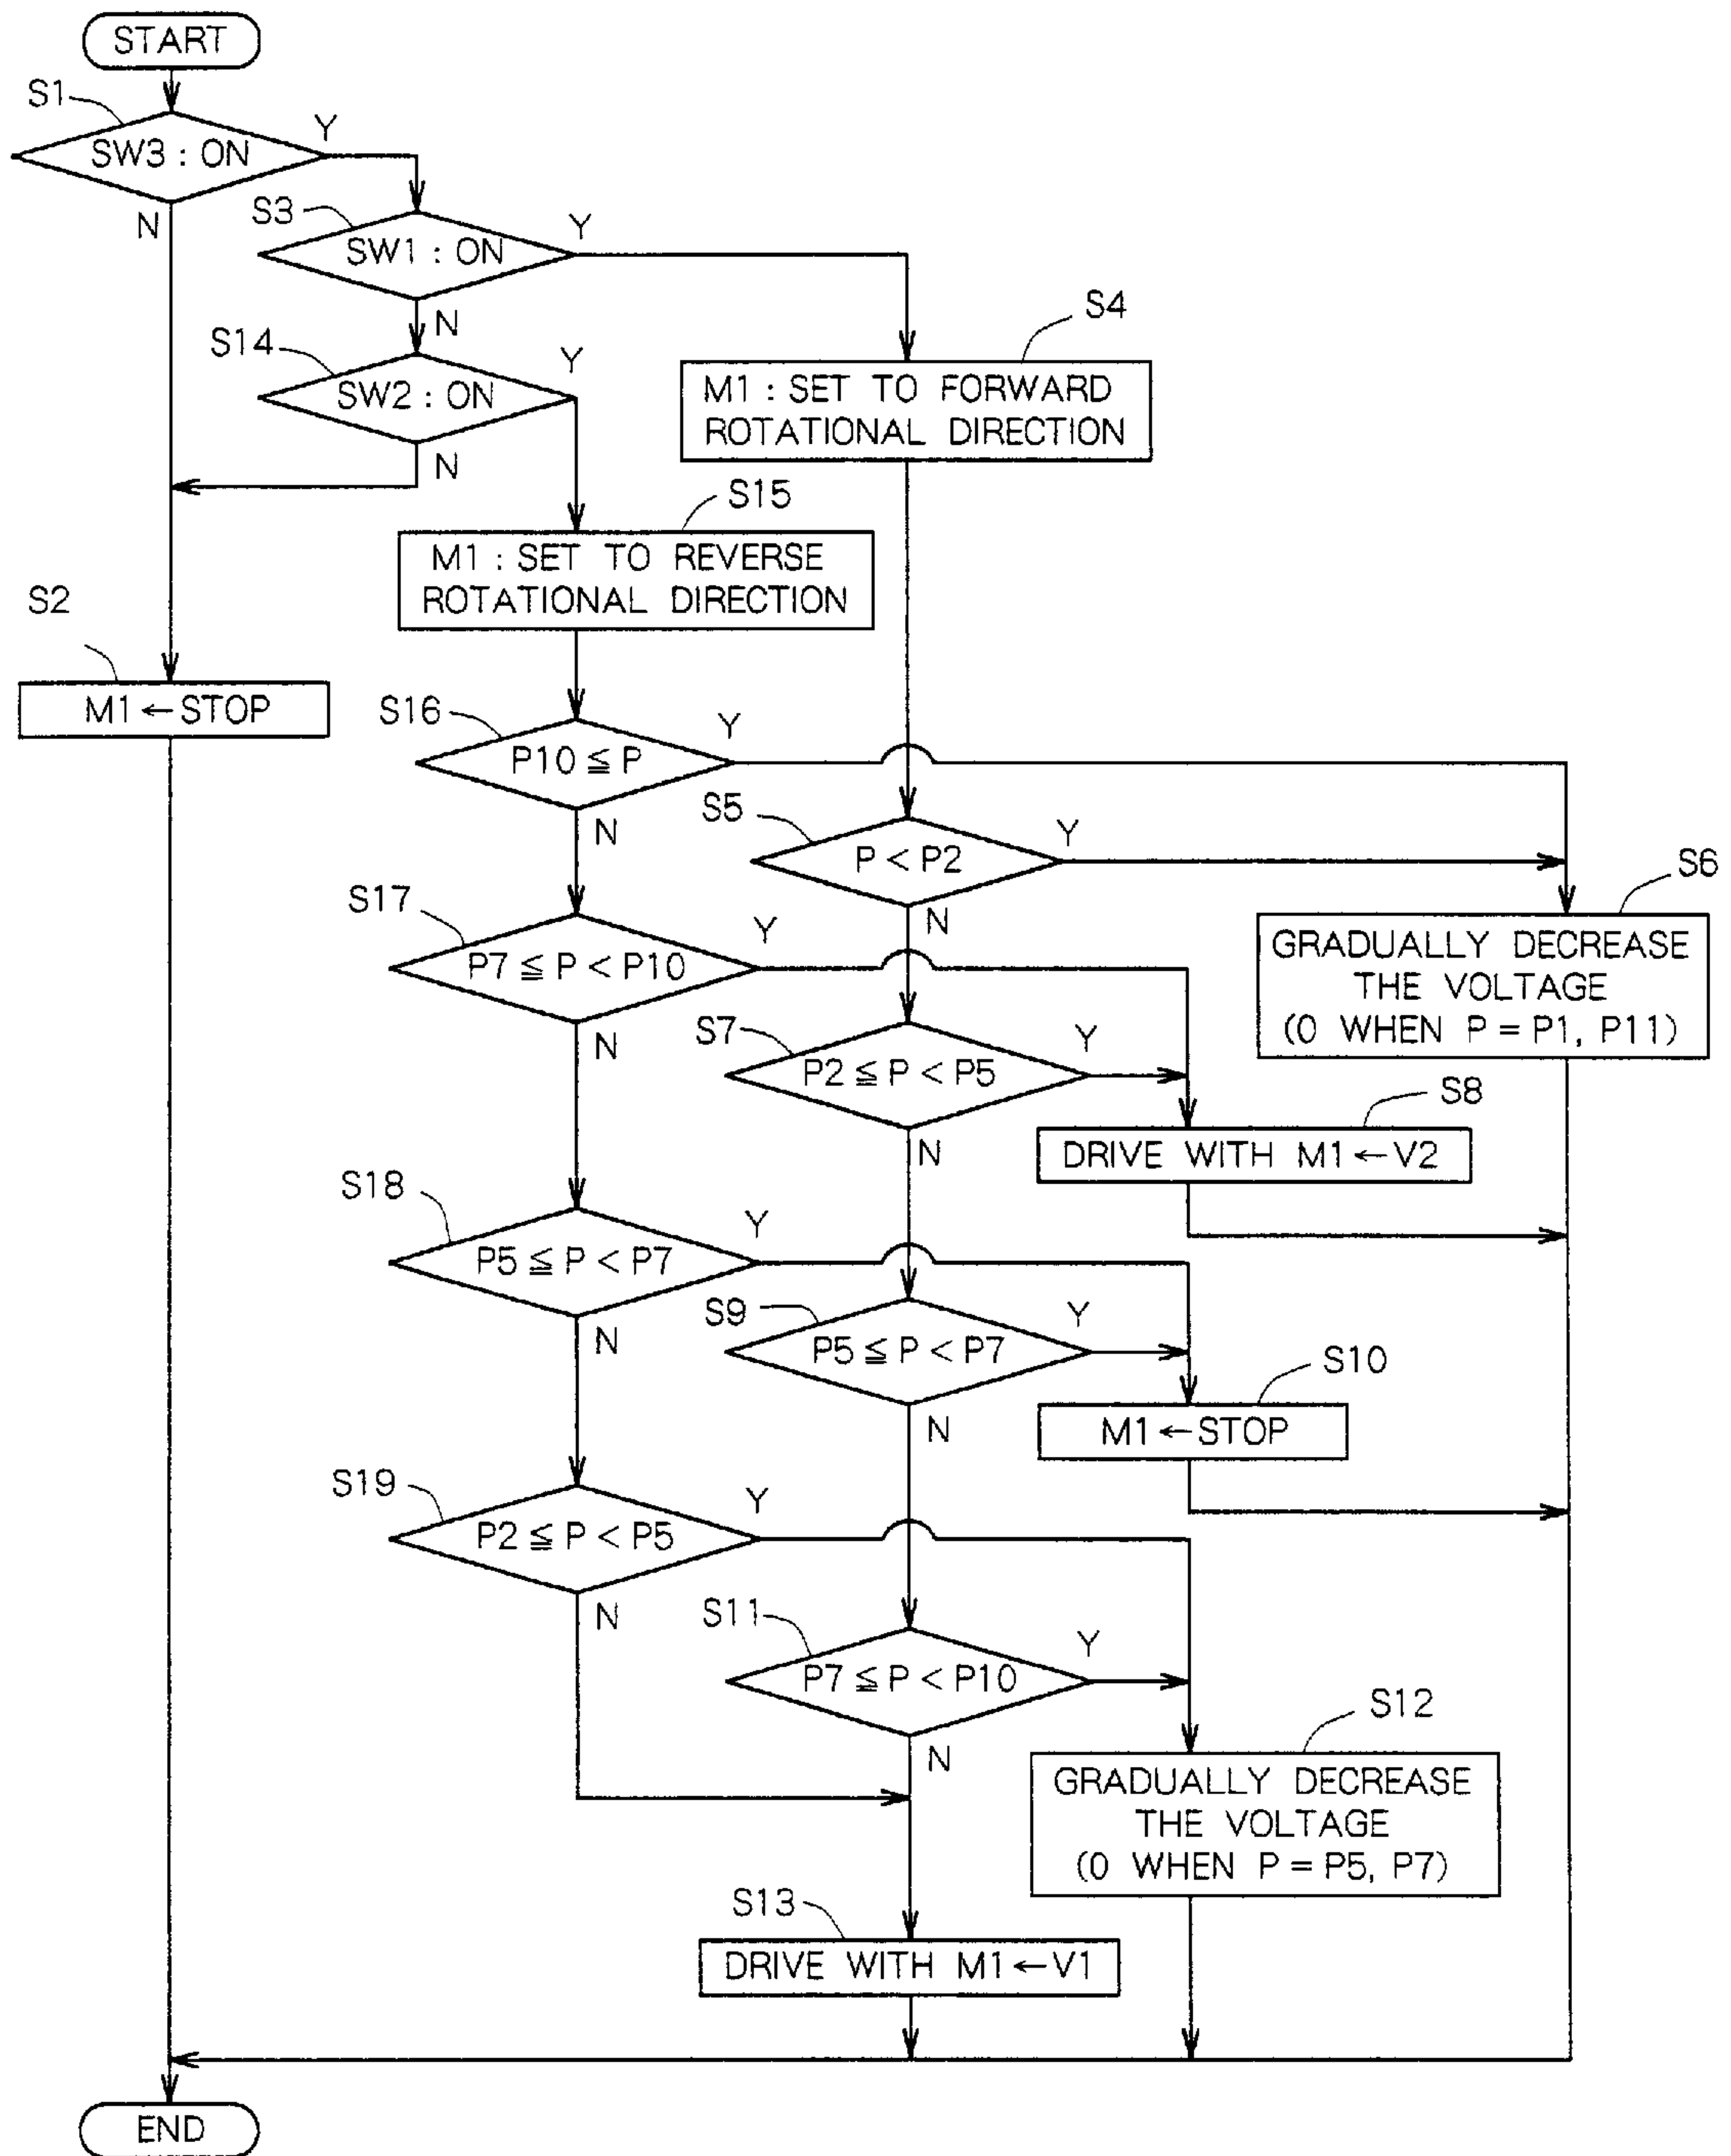 START
S1
SW3 : ON
Y
N
S3
SW1 : ON
Y
N
S14
SW2 : ON
Y
N
S4
M1 : SET TO FORWARD
ROTATIONAL DIRECTION
S15
M1 : SET TO REVERSE
ROTATIONAL DIRECTION
S2
M1 ← STOP
S16
P10 ≦ P
Y
N
S5
P < P2
Y
N
S6
GRADUALLY DECREASE
THE VOLTAGE
(0 WHEN P = P1, P11)
S17
P7 ≦ P < P10
Y
N
S7
P2 ≦ P < P5
Y
N
S8
DRIVE WITH M1 ← V2
S18
P5 ≦ P < P7
Y
N
S9
P5 ≦ P < P7
Y
N
S10
M1 ← STOP
S19
P2 ≦ P < P5
Y
N
S11
P7 ≦ P < P10
Y
N
S12
GRADUALLY DECREASE
THE VOLTAGE
(0 WHEN P = P5, P7)
S13
DRIVE WITH M1 ← V1
END